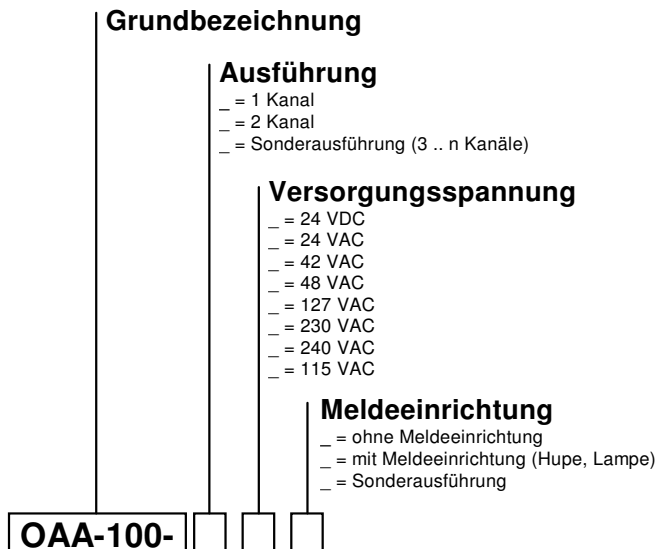 Grundbezeichnung
Ausführung
_ = 1 Kanal
_ = 2 Kanal
_ = Sonderausführung (3 .. n Kanäle)
Versorgungsspannung
_ = 24 VDC
_ = 24 VAC
_ = 42 VAC
_ = 48 VAC
_ = 127 VAC
_ = 230 VAC
_ = 240 VAC
_ = 115 VAC
Meldeeinrichtung
_ = ohne Meldeeinrichtung
_ = mit Meldeeinrichtung (Hupe, Lampe)
_ = Sonderausführung
OAA-100-